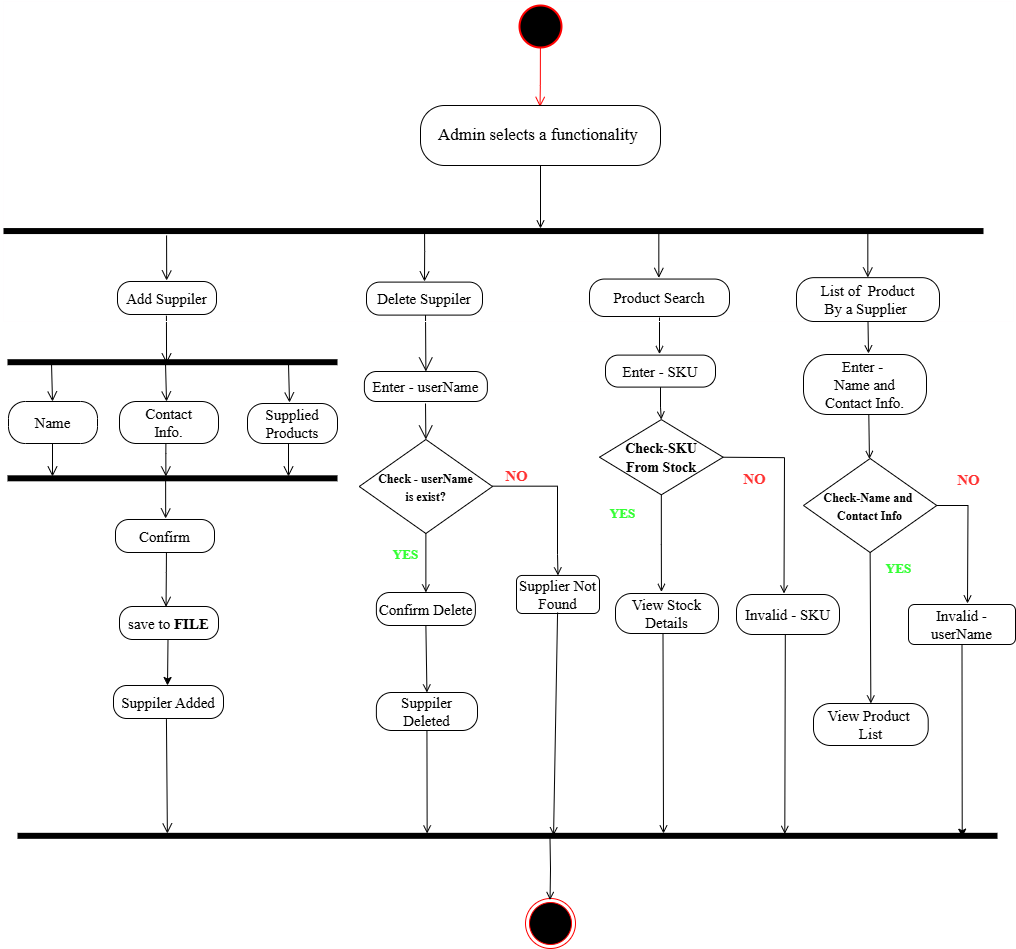 Admin selects a functionality
Add Suppiler
Delete Suppiler
Product Search
List of Product
By a Supplier
Name
Contact
Info.
Supplied
Products
Enter - userName
Enter - SKU
Enter -
Name and
Contact Info.
Check - userName
is exist?
NO
YES
Check-SKU
From Stock
NO
YES
Check-Name and
Contact Info
NO
YES
Confirm
save to FILE
Suppiler Added
Confirm Delete
Suppiler
Deleted
Supplier Not
Found
View Stock
Details
Invalid - SKU
View Product
List
Invalid -
userName